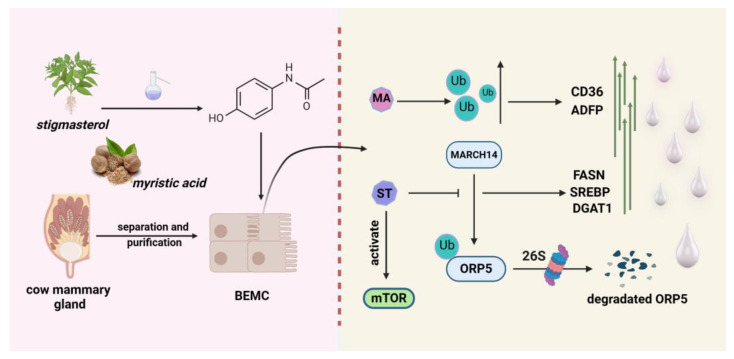 stigmasterol
myristic acid
cow mammary
gland
separation and
purification
H
N
O
HO
BEMC
MA
Ub
Ub
Ub
CD36
ADFP
MARCH14
ST
FASN
SREBP
DGAT1
activate
mTOR
Ub
ORP5
26S
degradated ORP5